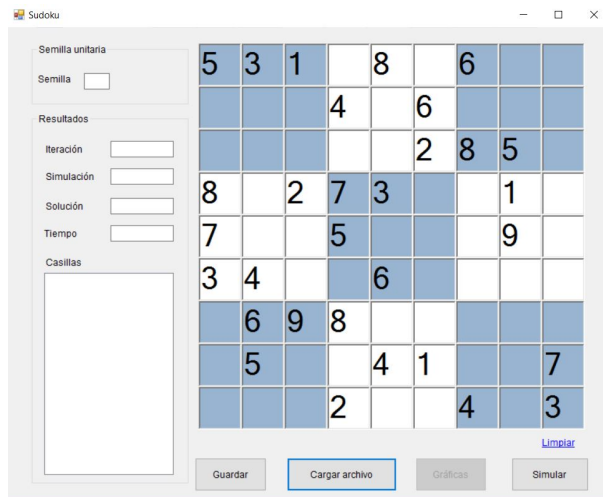 Sudoku
Semilla unitaria
Semilla
Resultados
Iteración
Simulación
Solución
Tiempo
Casillas
5 3 1 8 6
4 6
2 8 5
8 2 7 3 1
7 5 9
3 4 6
6 9 8
5 4 1 7
2 4 3
Limpiar
Guardar
Cargar archivo
Gráficas
Simular